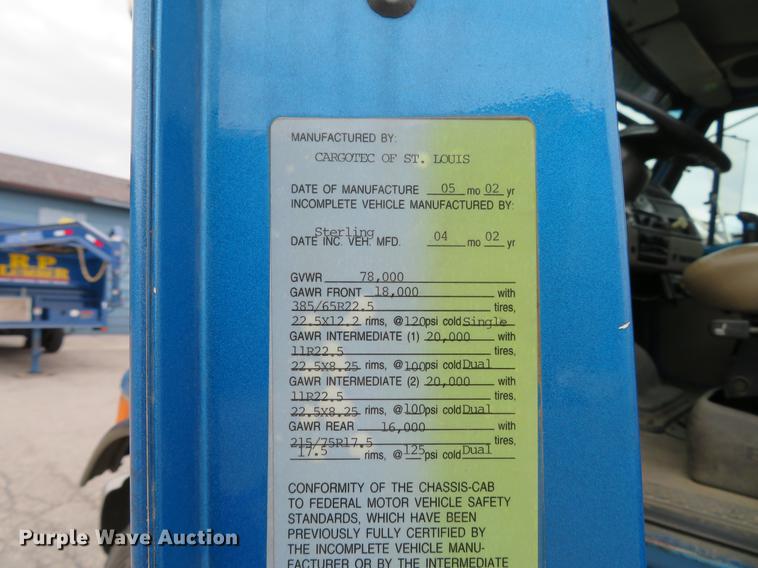 MANUFACTURED BY:
CARGOTEC OF ST. LOUIS
DATE OF MANUFACTURE 05 mo 02 yr
INCOMPLETE VEHICLE MANUFACTURED BY:
Sterling
DATE INC. VEH. MFD. 04 mo 02 yr
GVWR 78,000
GAWR FRONT 18,000 with
385/65R22.5 tires,
22.5X12.2 rims, @ 120psi cold Single
GAWR INTERMEDIATE (1) 20,000 with
11R22.5 tires,
22.5X8.25 rims, @ 100psi cold Dual
GAWR INTERMEDIATE (2) 20,000 with
11R22.5 tires,
22.5X8.25 rims, @ 100psi cold Dual
GAWR REAR 16,000 with
215/75R17.5 tires,
17.5 rims, @ 125psi cold Dual
CONFORMITY OF THE CHASSIS-CAB
TO FEDERAL MOTOR VEHICLE SAFETY
STANDARDS, WHICH HAVE BEEN
PREVIOUSLY FULLY CERTIFIED BY
THE INCOMPLETE VEHICLE MANU-
FACTURER OR BY THE INTERMEDIATE
R.P
Purple Wave Auction